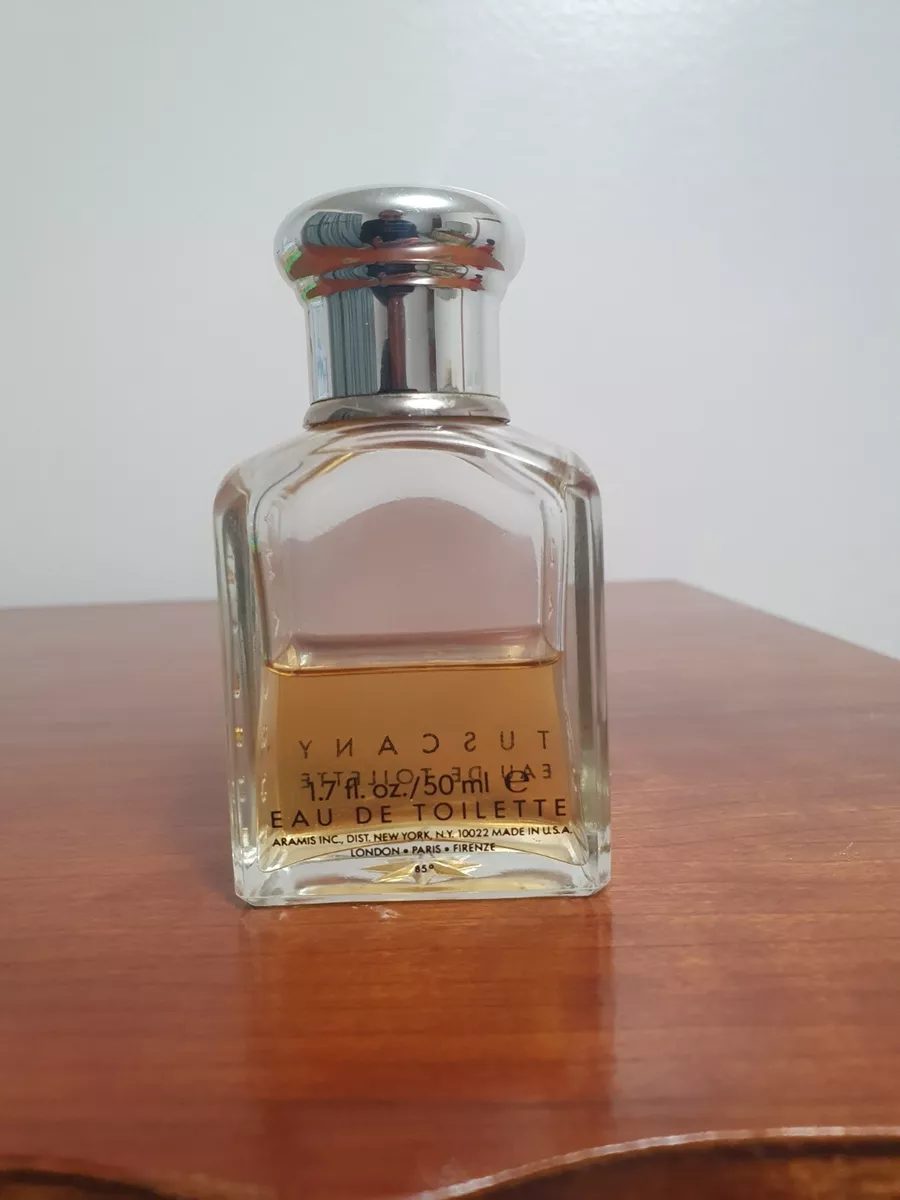 TUSCANY
EAU DE TOILETTE
1.7 fl. oz./50 ml ℮
EAU DE TOILETTE
ARAMIS INC., DIST. NEW YORK, N.Y. 10022 MADE IN U.S.A.
LONDON • PARIS • FIRENZE
85°